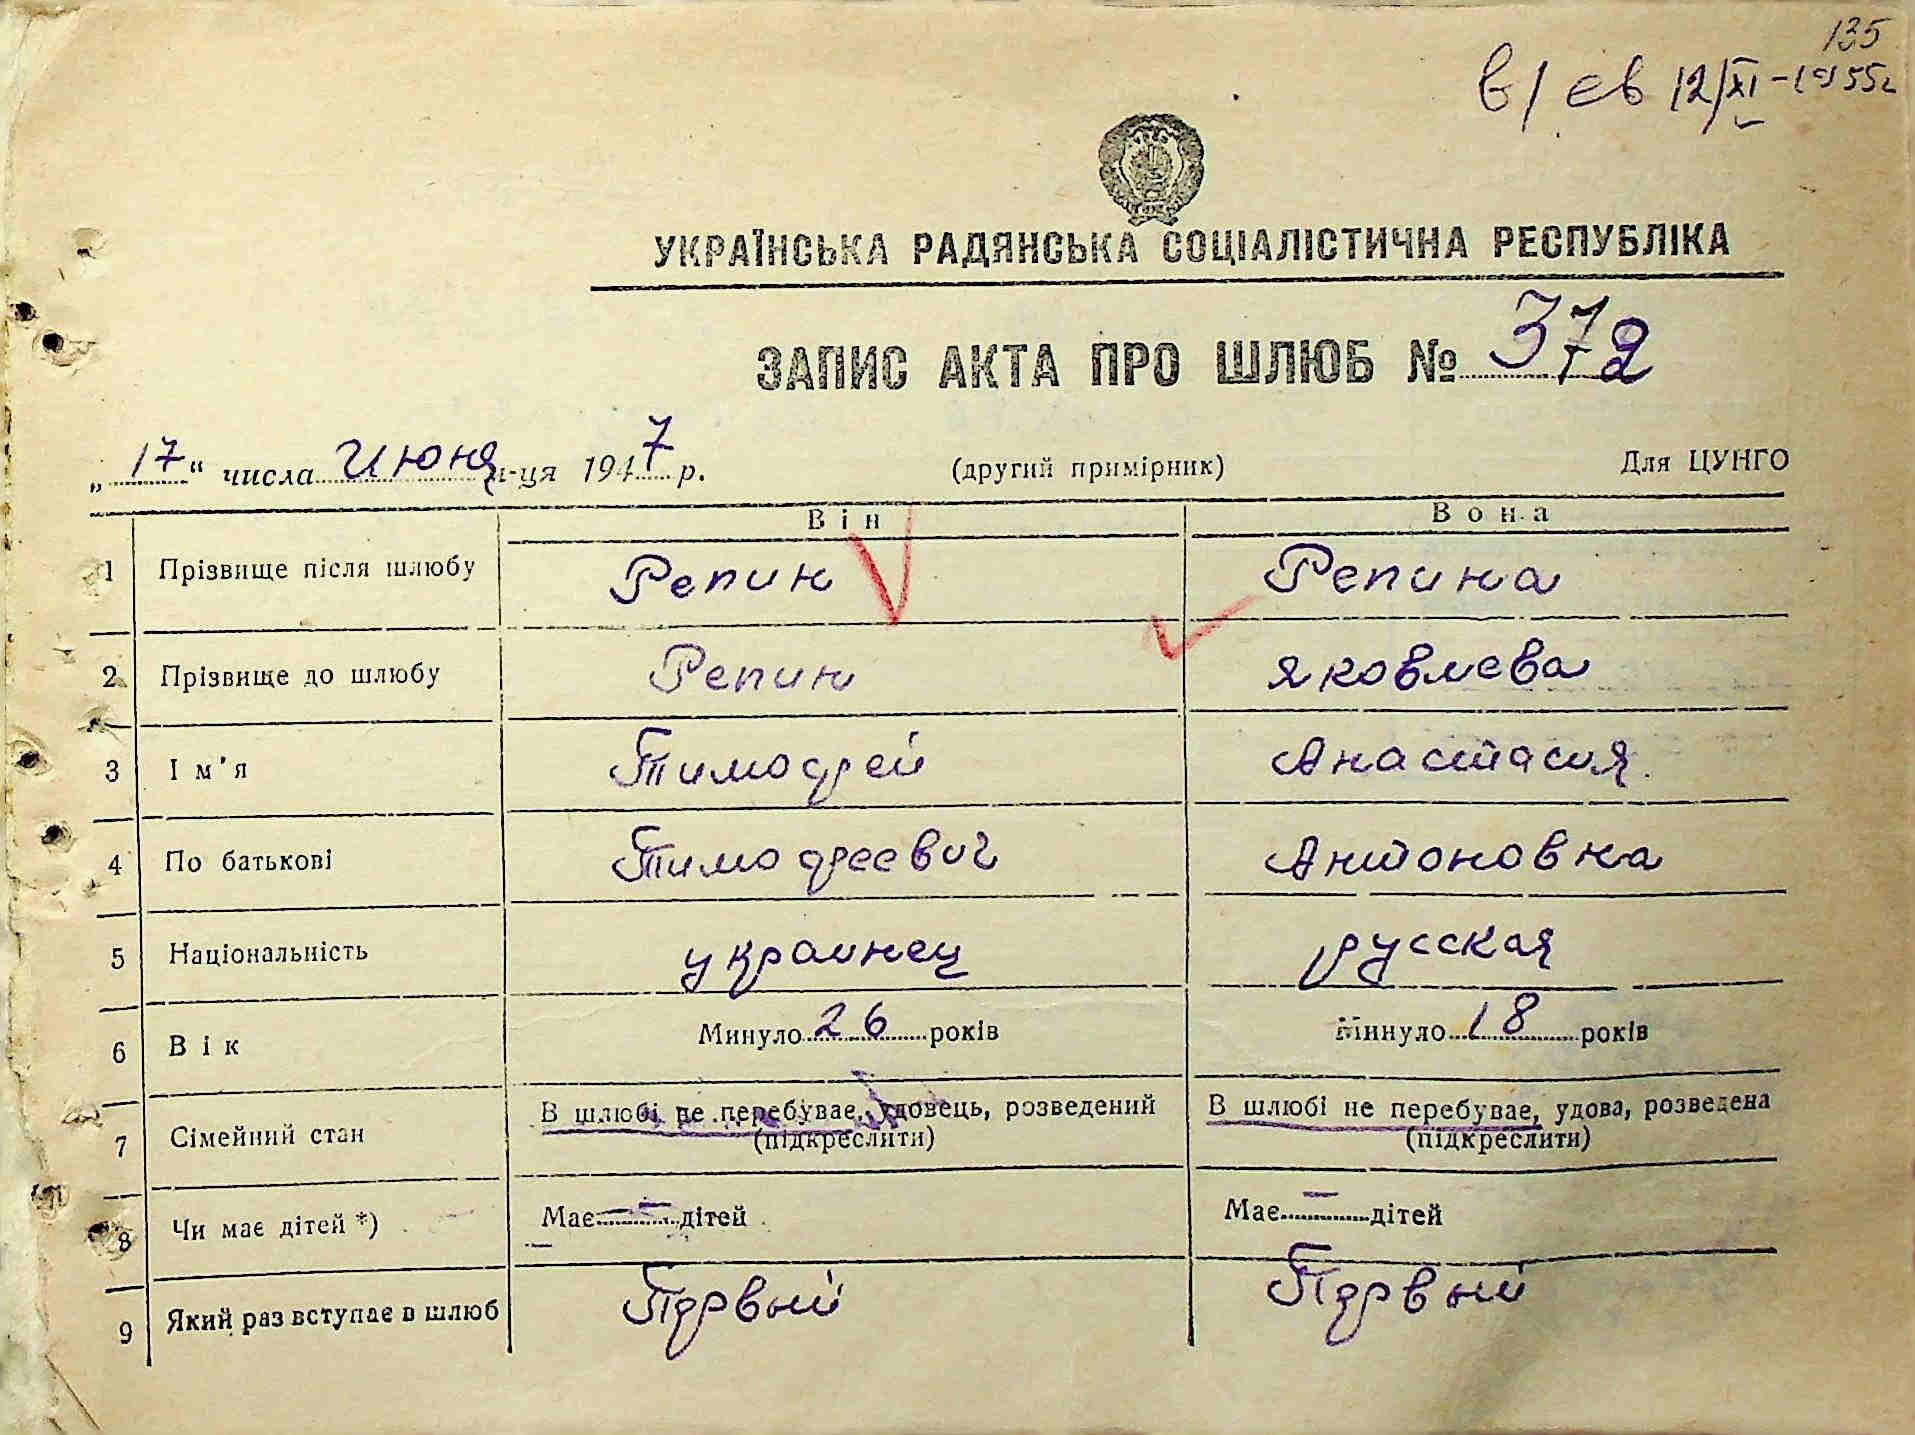 135
в/ св 12/XI-1955г
УКРАЇНСЬКА РАДЯНСЬКА СОЦІАЛІСТИЧНА РЕСПУБЛІКА
ЗАПИС АКТА ПРО ШЛЮБ № 372
„17“ числа Июня м-ця 1947 р. (другий примірник) Для ЦУНГО
Він Вона
1 Прізвище після шлюбу Репин Репина
2 Прізвище до шлюбу Репин Яковлева
3 Ім'я Тимофей Анастасия.
4 По батькові Тимофеевич Антоновна
5 Національність украинец русская
6 Вік Минуло 26 років Минуло 18 років
7 Сімейний стан В шлюбі не перебуває, удовець, розведений (підкреслити) В шлюбі не перебуває, удова, розведена (підкреслити)
8 Чи має дітей *) Має — дітей Має — дітей
9 Який раз вступає в шлюб Первый Первый